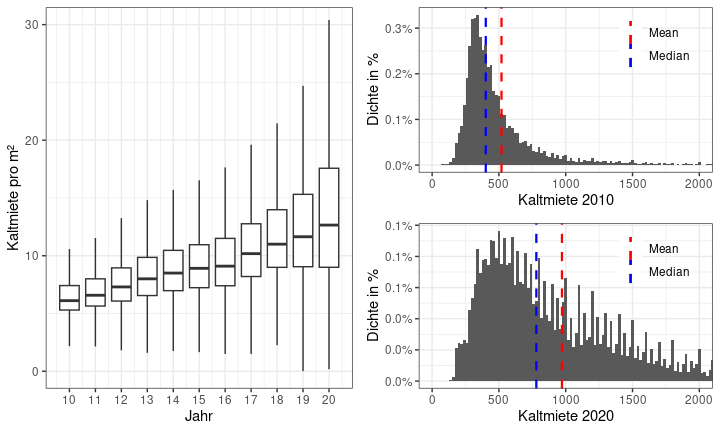 Kaltmiete pro m²
30
20
10
0
10 11 12 13 14 15 16 17 18 19 20
Jahr
Dichte in %
0.3%
0.2%
0.1%
0.0%
Mean
Median
0 500 1000 1500 2000
Kaltmiete 2010
Dichte in %
0.1%
0.1%
0.1%
0.0%
0.0%
0.0%
Mean
Median
0 500 1000 1500 2000
Kaltmiete 2020